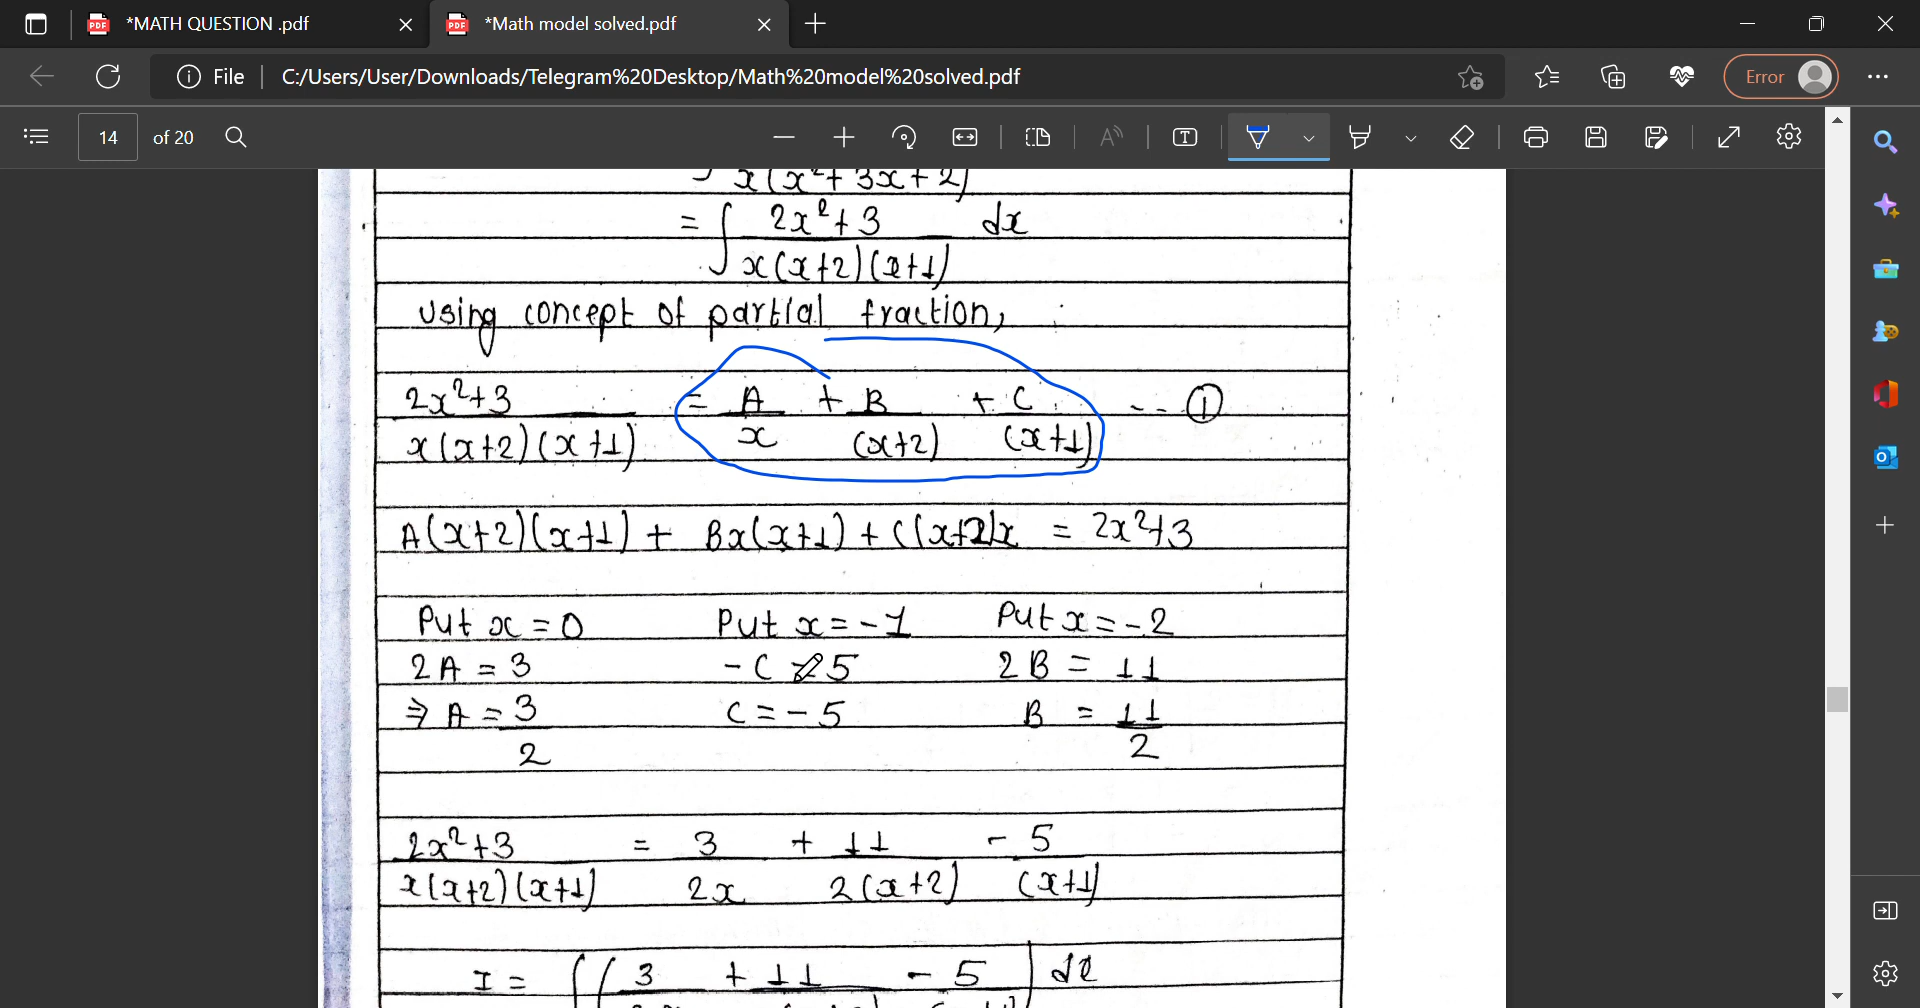 *MATH QUESTION .pdf
*Math model solved.pdf
File
C:/Users/User/Downloads/Telegram%20Desktop/Math%20model%20solved.pdf
Error
14 of 20
x(x²+3x+2)
= ∫ 2x²+3 dx
x(x+2)(x+1)
Using concept of partial fraction,
2x²+3 = A + B + C -- ①
x(x+2)(x+1) x (x+2) (x+1)
A(x+2)(x+1) + Bx(x+1) + C(x+2)x = 2x²+3
Put x = 0 Put x = -1 Put x = -2
2A = 3 -C = 5 2B = 11
⇒ A = 3 C = -5 B = 11
2 2
2x²+3 = 3 + 11 - 5
x(x+2)(x+1) 2x 2(x+2) (x+1)
I = ∫ ( 3 + 11 - 5 ) dx